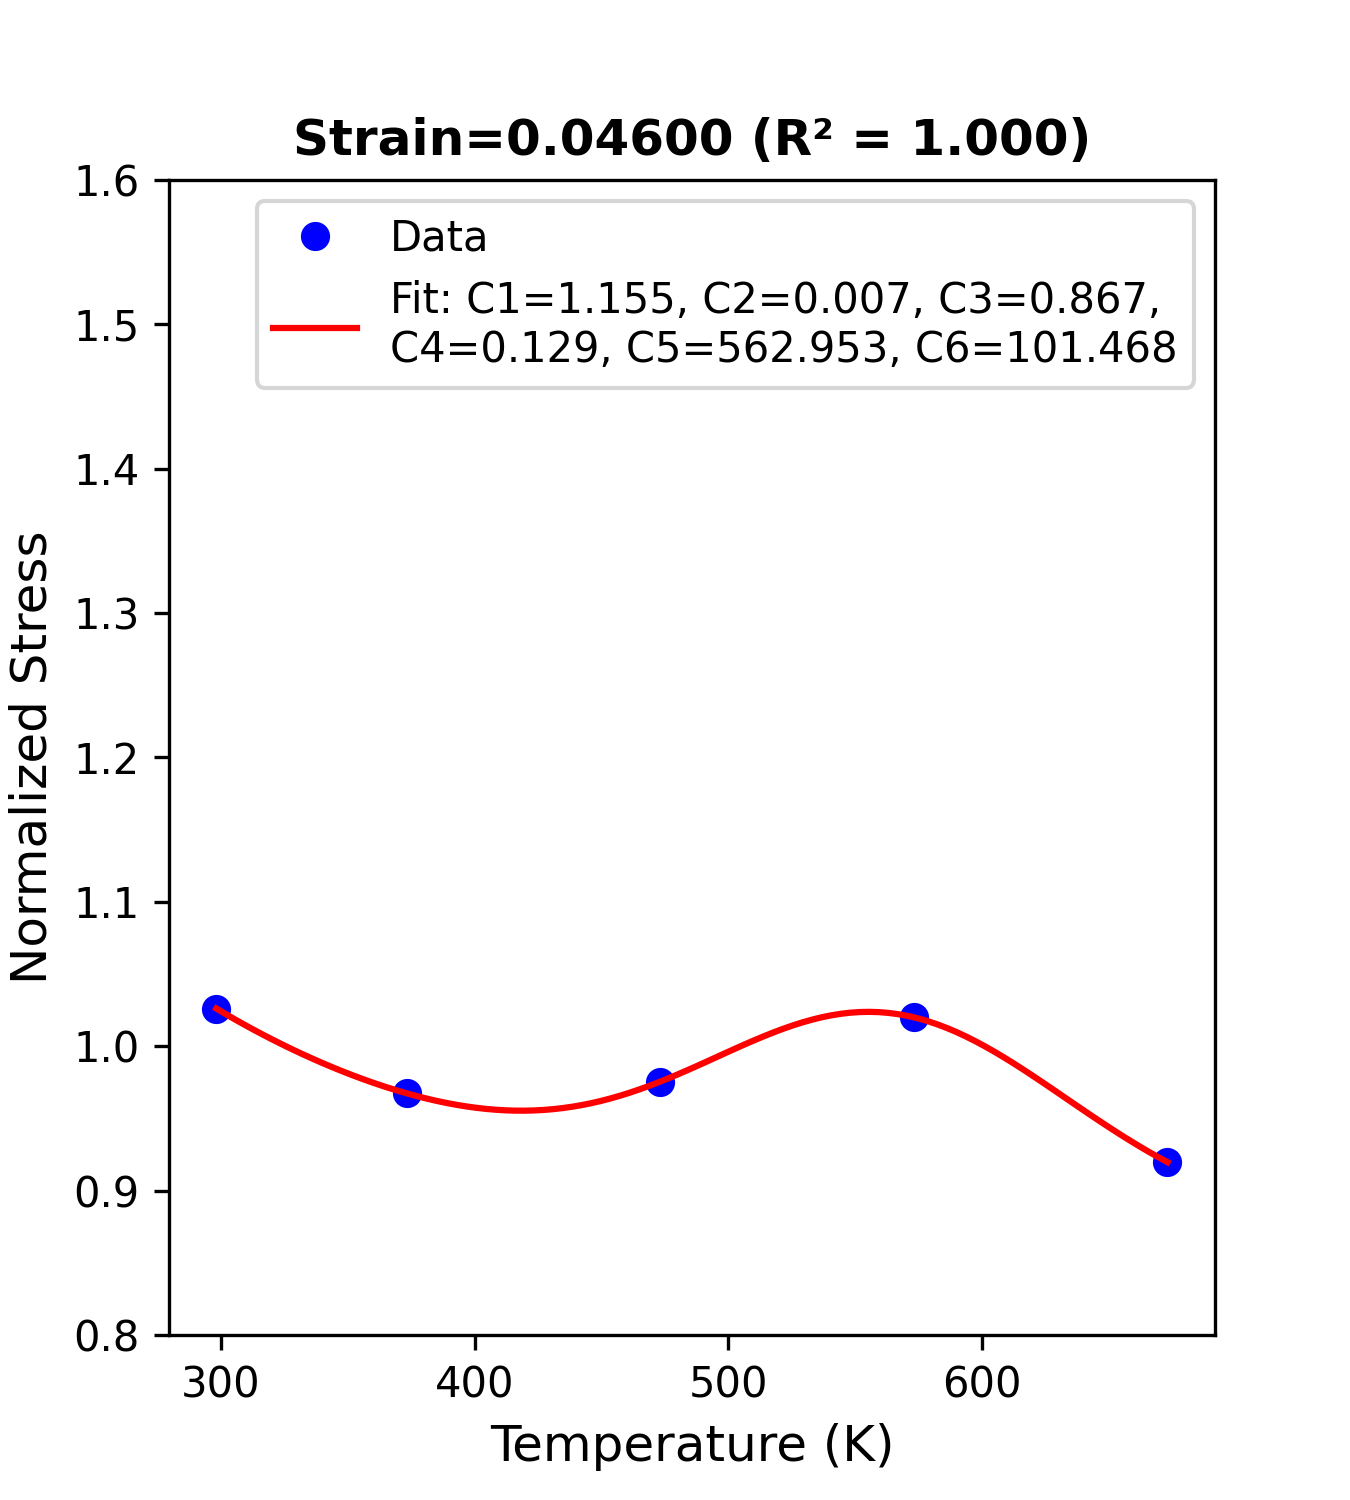 Strain=0.04600 (R² = 1.000)
1.6
1.5
1.4
1.3
1.2
1.1
1.0
0.9
0.8
Normalized Stress
Data
Fit: C1=1.155, C2=0.007, C3=0.867,
C4=0.129, C5=562.953, C6=101.468
300 400 500 600
Temperature (K)